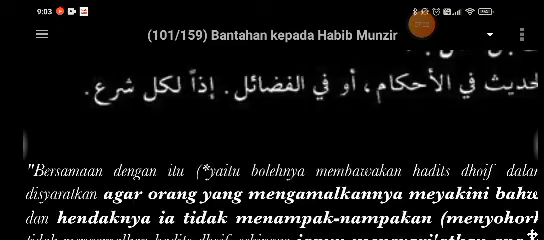 9:03
(101/159) Bantahan kepada Habib Munzir
لحديث في الأحكام ، أو في الفضائل . إذاً لكل شرع .
"Bersamaan dengan itu (*yaitu bolehnya membawakan hadits dhoif dalam
disyaratkan agar orang yang mengamalkannya meyakini bahw
dan hendaknya ia tidak menampak-nampakan (menyohor